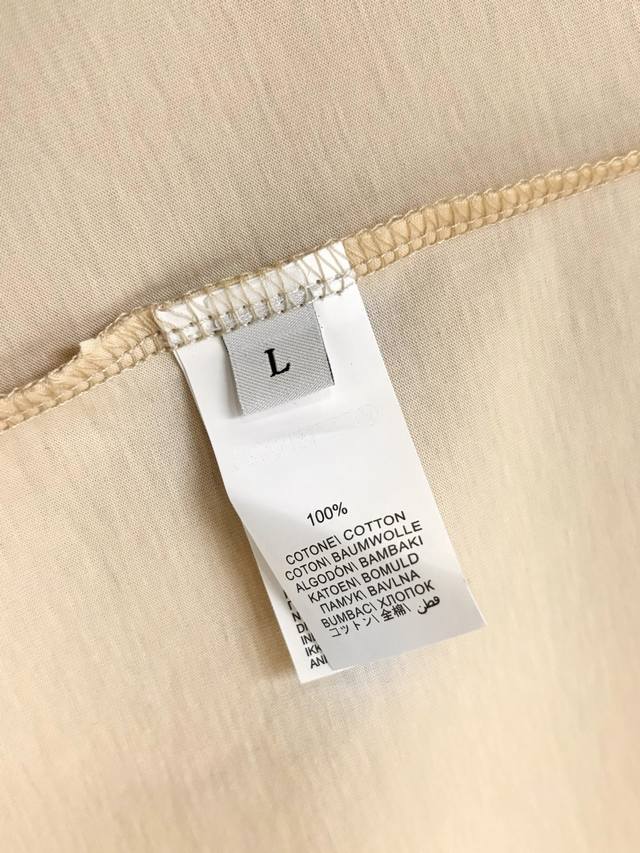 L
100%
COTONE\ COTTON
COTON\ BAUMWOLLE
ALGODÓN\ BAMBAKI
KATOEN\ BOMULD
ПАМУК\ BAVLNA
BUMBAC\ ХЛОПОК
コットン\ 全棉\ قطن